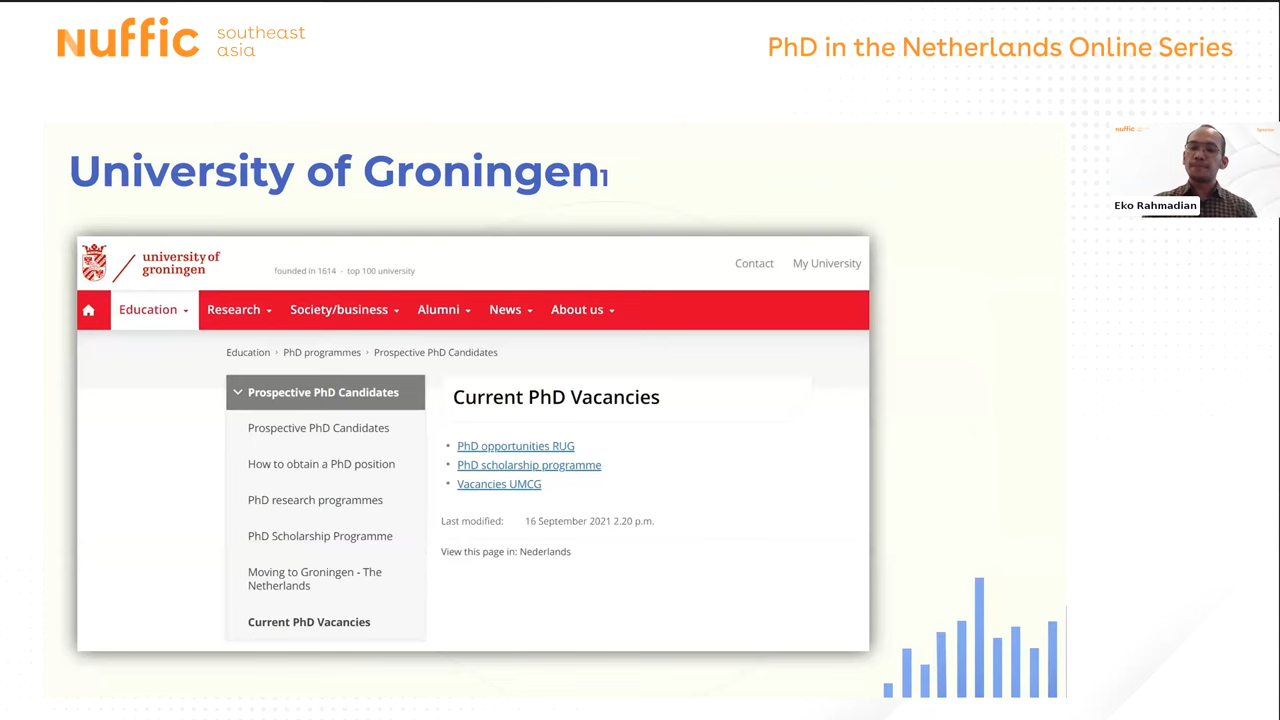 Nuffic southeast asia
PhD in the Netherlands Online Series
University of Groningen1
university of
groningen
founded in 1614 - top 100 university
Contact My University
Education Research Society/business Alumni News About us
Education › PhD programmes › Prospective PhD Candidates
Prospective PhD Candidates
Prospective PhD Candidates
How to obtain a PhD position
PhD research programmes
PhD Scholarship Programme
Moving to Groningen - The
Netherlands
Current PhD Vacancies
Current PhD Vacancies
• PhD opportunities RUG
• PhD scholarship programme
• Vacancies UMCG
Last modified: 16 September 2021 2.20 p.m.
View this page in: Nederlands
nuffic
Eko Rahmadian